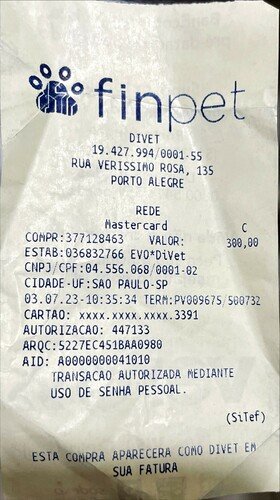 finpet
DIVET
19.427.994/0001-55
RUA VERISSIMO ROSA, 135
PORTO ALEGRE
REDE
Mastercard C
COMPR:377128463 VALOR: 300,00
ESTAB:036832766 EVO*DiVet
CNPJ/CPF:04.556.068/0001-02
CIDADE-UF:SAO PAULO-SP
03.07.23-10:35:34 TERM:PV009675/500732
CARTAO: xxxx.xxxx.xxxx.3391
AUTORIZACAO: 447133
ARQC:5227EC451BAA0980
AID: A0000000041010
TRANSACAO AUTORIZADA MEDIANTE
USO DE SENHA PESSOAL.
(SiTef)
ESTA COMPRA APARECERA COMO DIVET EM
SUA FATURA